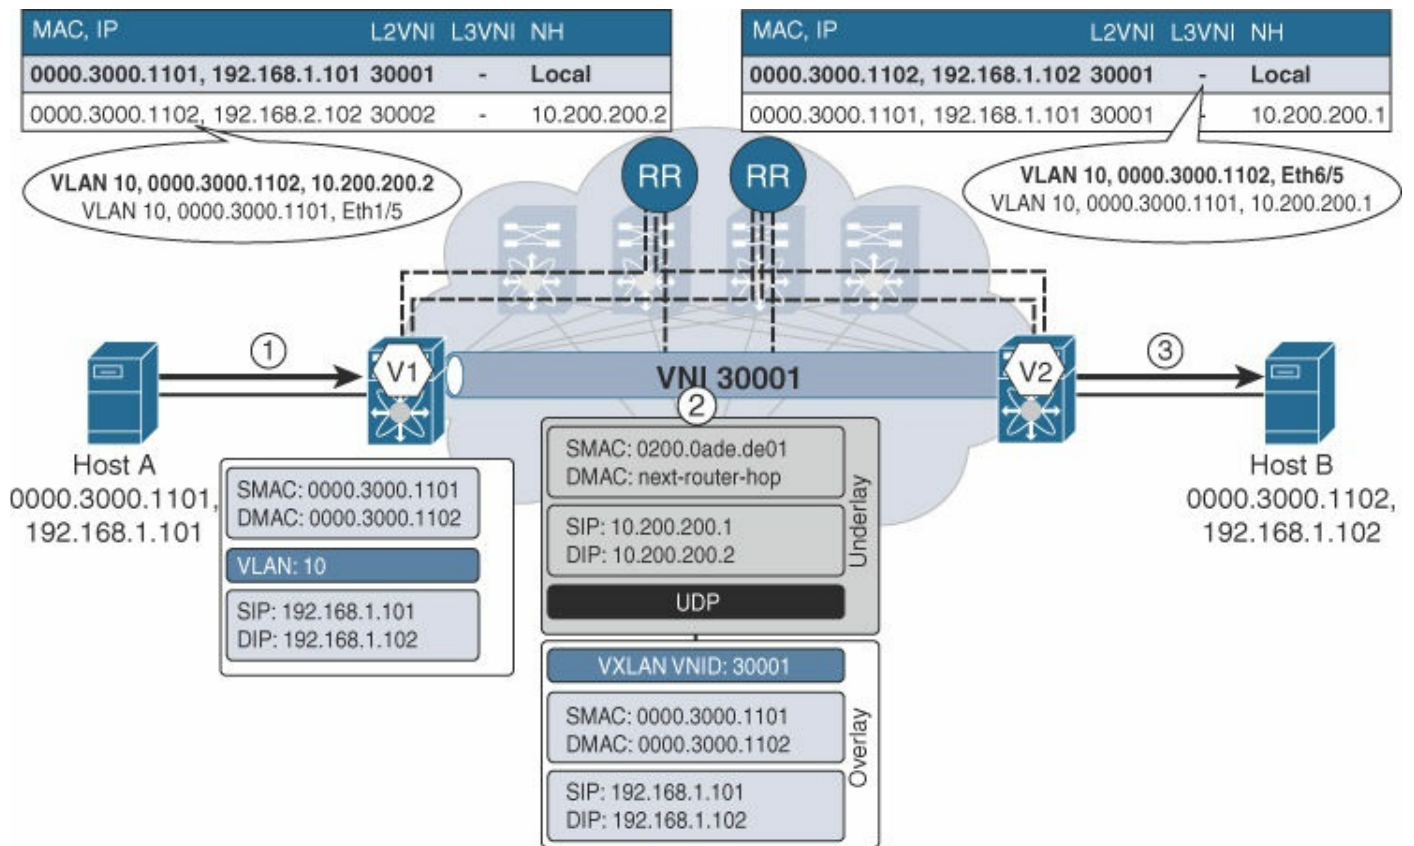 MAC, IP L2VNI L3VNI NH
0000.3000.1101, 192.168.1.101 30001 - Local
0000.3000.1102, 192.168.2.102 30002 - 10.200.200.2
VLAN 10, 0000.3000.1102, 10.200.200.2
VLAN 10, 0000.3000.1101, Eth1/5
MAC, IP L2VNI L3VNI NH
0000.3000.1102, 192.168.1.102 30001 - Local
0000.3000.1101, 192.168.1.101 30001 - 10.200.200.1
VLAN 10, 0000.3000.1102, Eth6/5
VLAN 10, 0000.3000.1101, 10.200.200.1
RR
RR
1
V1
VNI 30001
2
V2
3
Host A
0000.3000.1101,
192.168.1.101
SMAC: 0000.3000.1101
DMAC: 0000.3000.1102
VLAN: 10
SIP: 192.168.1.101
DIP: 192.168.1.102
SMAC: 0200.0ade.de01
DMAC: next-router-hop
SIP: 10.200.200.1
DIP: 10.200.200.2
UDP
Underlay
VXLAN VNID: 30001
SMAC: 0000.3000.1101
DMAC: 0000.3000.1102
SIP: 192.168.1.101
DIP: 192.168.1.102
Overlay
Host B
0000.3000.1102,
192.168.1.102